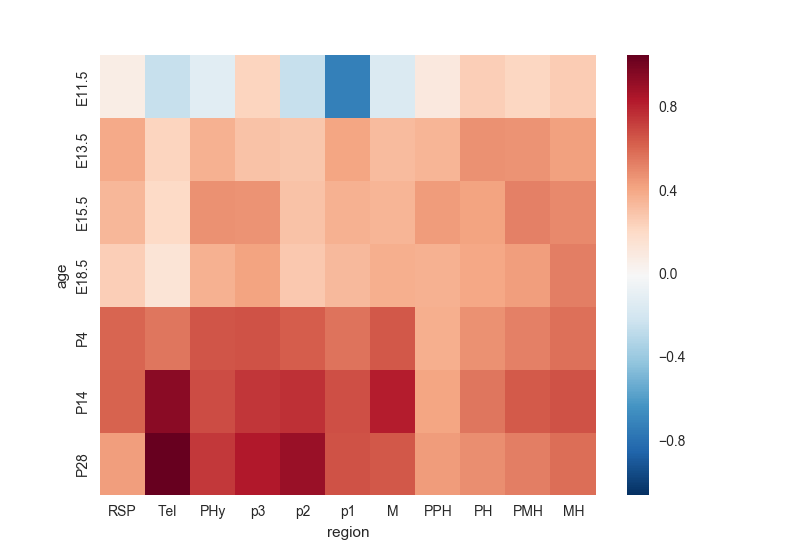 E11.5
E13.5
E15.5
E18.5
P4
P14
P28
age
RSP Tel PHy p3 p2 p1 M PPH PH PMH MH
region
0.8
0.4
0.0
−0.4
−0.8